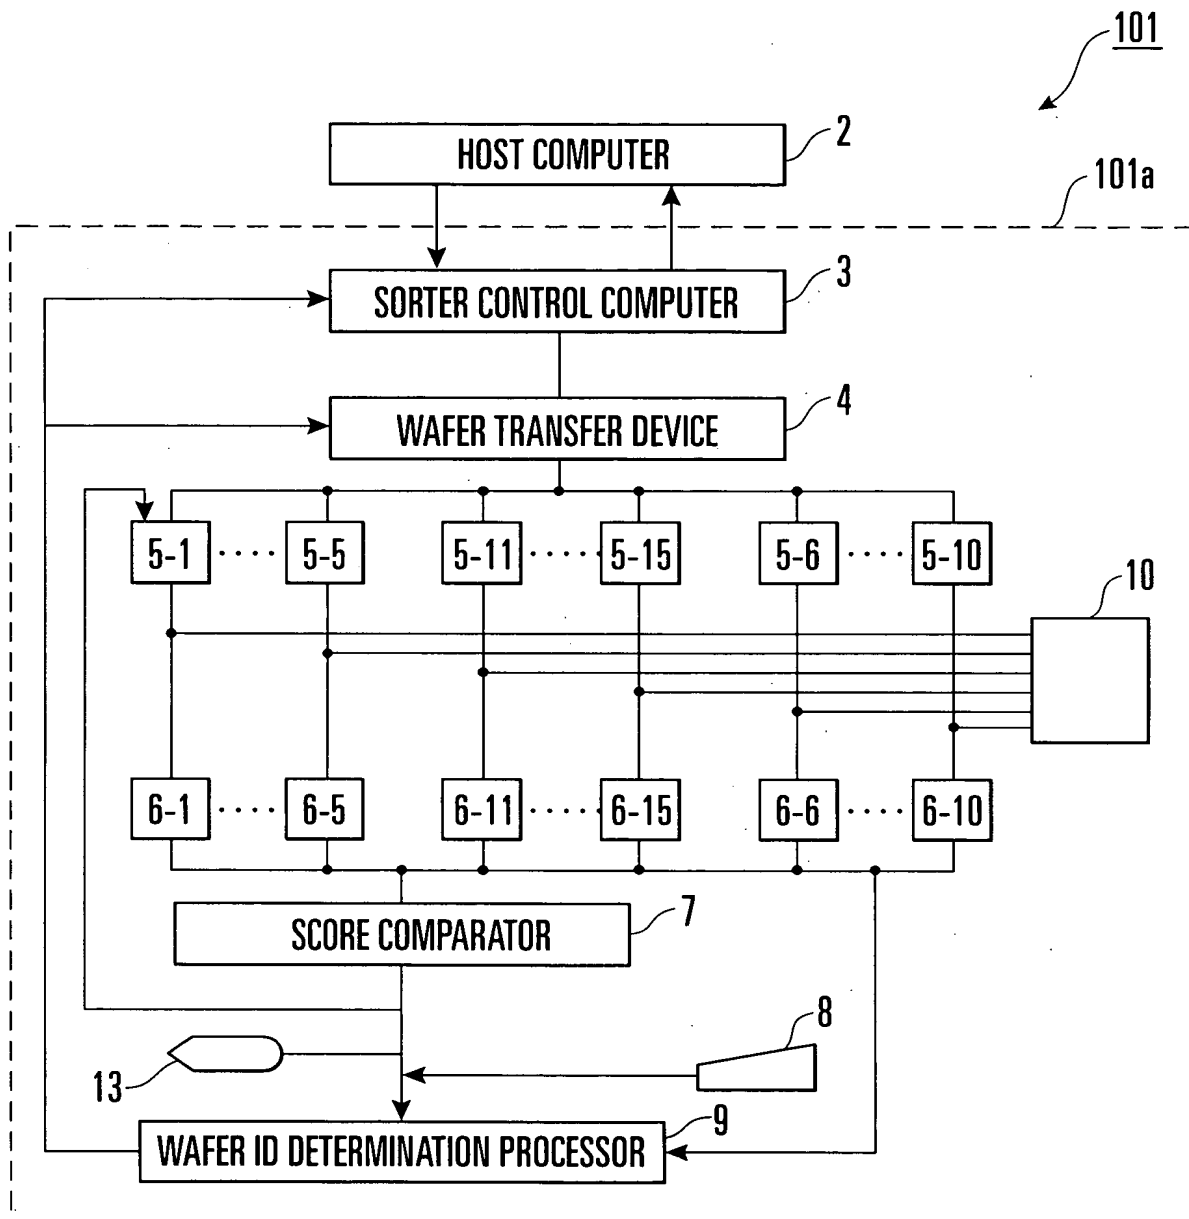 101
HOST COMPUTER
2
101a
SORTER CONTROL COMPUTER
3
WAFER TRANSFER DEVICE
4
5-1 .... 5-5 5-11 ..... 5-15 5-6 .... 5-10
10
6-1 .... 6-5 6-11 ..... 6-15 6-6 .... 6-10
SCORE COMPARATOR
7
8
13
WAFER ID DETERMINATION PROCESSOR
9